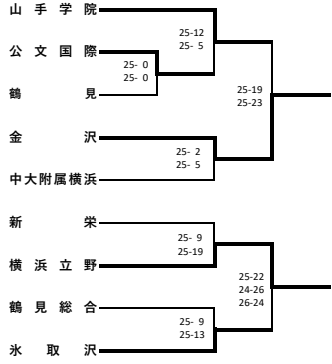 山手学院
25-12
25- 5
公文国際
25- 0
25- 0
鶴見
25-19
25-23
金沢
25- 2
25- 5
中大附属横浜
新栄
25- 9
25-19
横浜立野
25-22
24-26
26-24
鶴見総合
25- 9
25-13
氷取沢